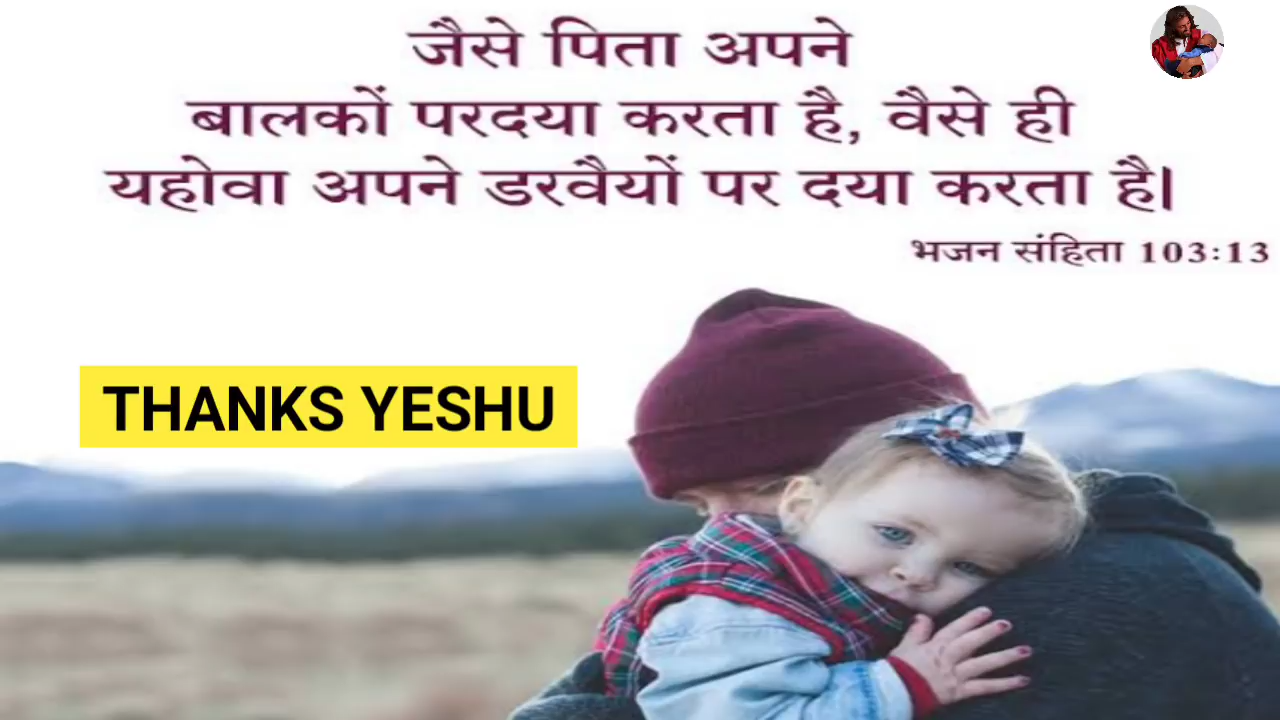 जैसे पिता अपने
बालकों परदया करता है, वैसे ही
यहोवा अपने डरवैयों पर दया करता है।
भजन संहिता 103:13
THANKS YESHU